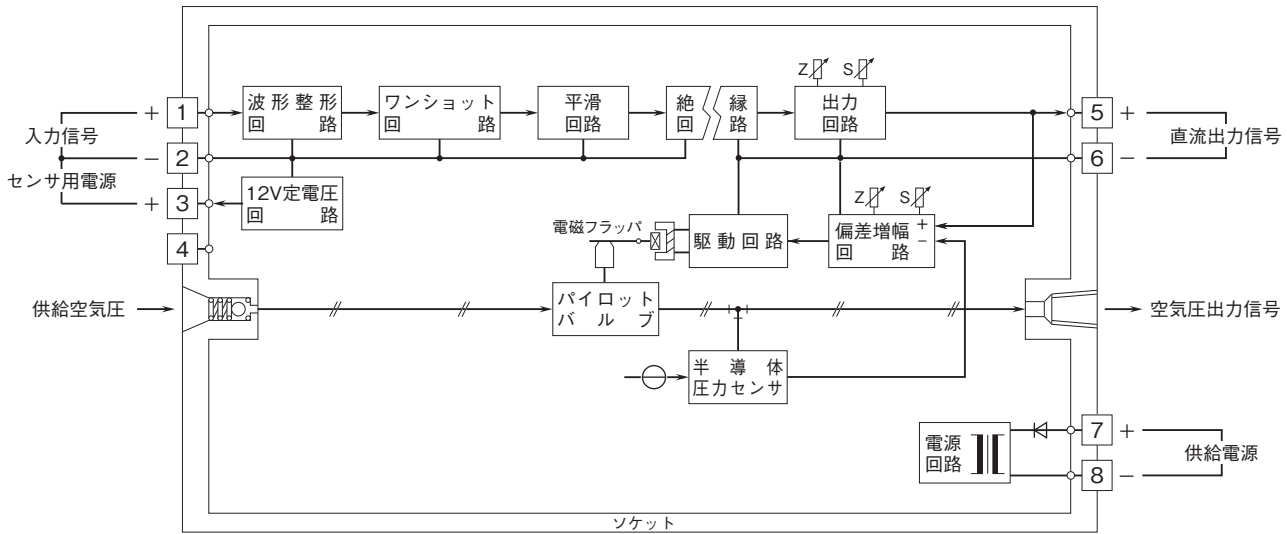 Z S
波形整形
回 路
ワンショット
回 路
平滑
回路
絶 縁
回 路
出力
回路
+ 1
5 +
入力信号
直流出力信号
− 2
6 −
センサ用電源
12V定電圧
回 路
+ 3
Z S
4
電磁フラッパ
駆動回路
偏差増幅
回 路
+
−
供給空気圧
パイロット
バ ル ブ
空気圧出力信号
半 導 体
圧力センサ
電源
回路
7 +
供給電源
8 −
ソケット